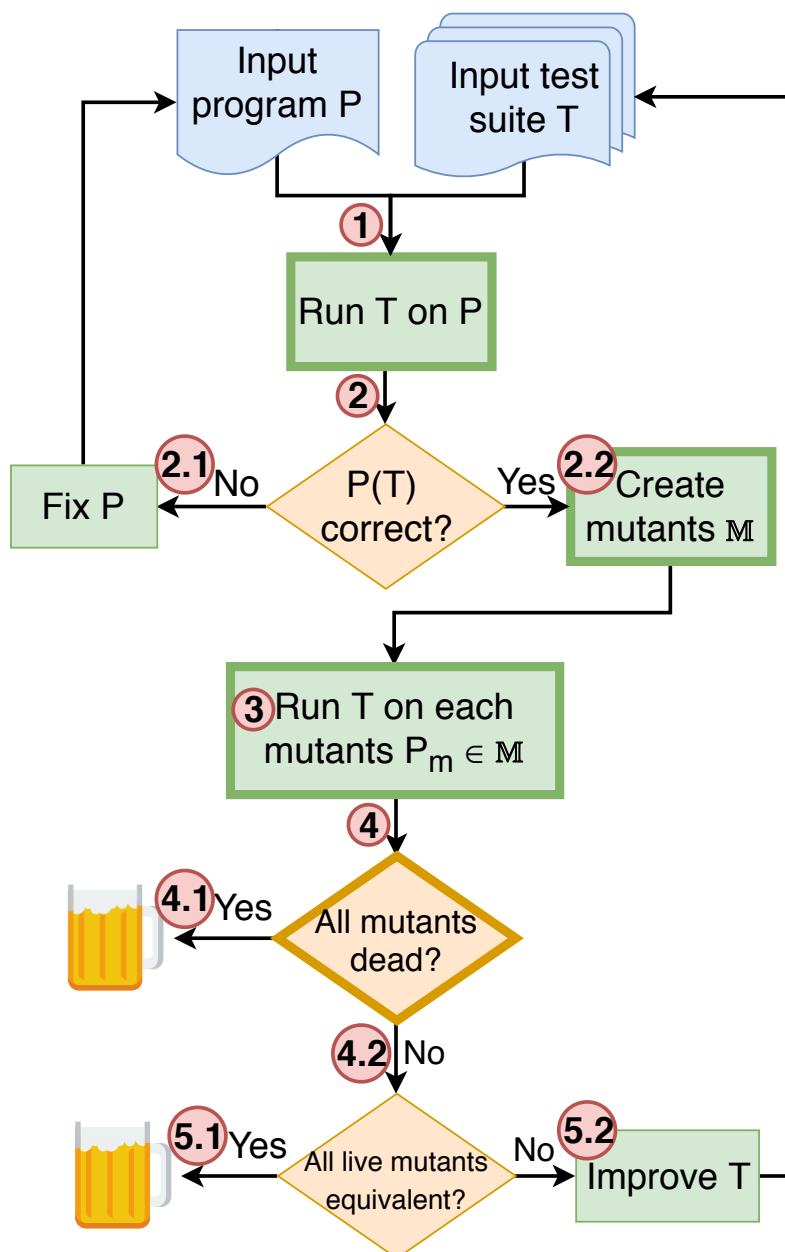 Input
program P
Input test
suite T
1
Run T on P
2
2.1
No
P(T)
correct?
Yes
2.2
Fix P
Create
mutants 𝕄
3
Run T on each
mutants Pₘ ∈ 𝕄
4
4.1
Yes
All mutants
dead?
4.2
No
5.1
Yes
All live mutants
equivalent?
No
5.2
Improve T